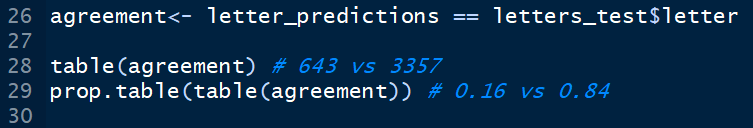 26 agreement<- letter_predictions == letters_test$letter
27
28 table(agreement) # 643 vs 3357
29 prop.table(table(agreement)) # 0.16 vs 0.84
30